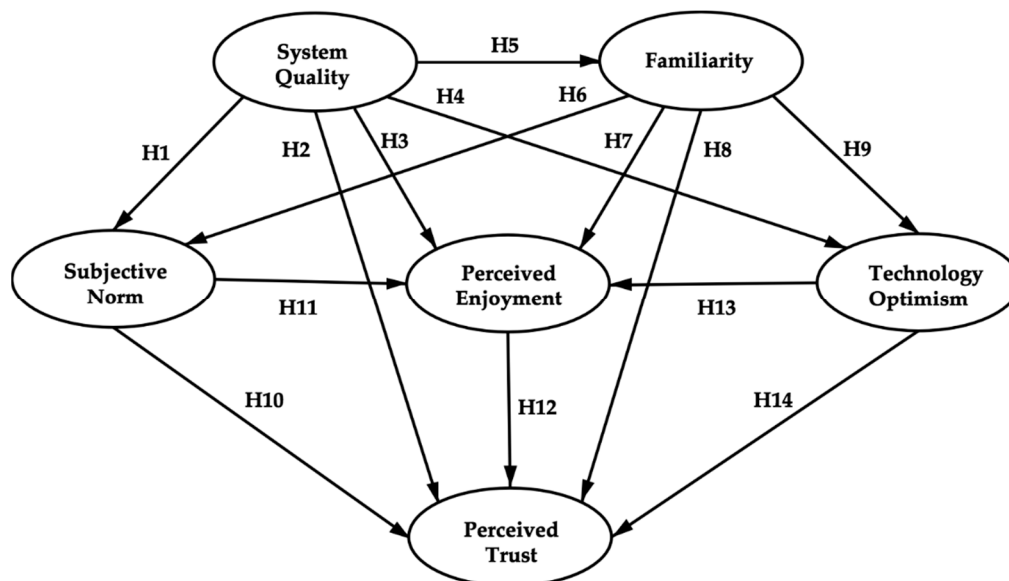 System
Quality
H5
Familiarity
H1
H2
H3
H4
H6
H7
H8
H9
Subjective
Norm
H11
Perceived
Enjoyment
H13
Technology
Optimism
H10
H12
H14
Perceived
Trust